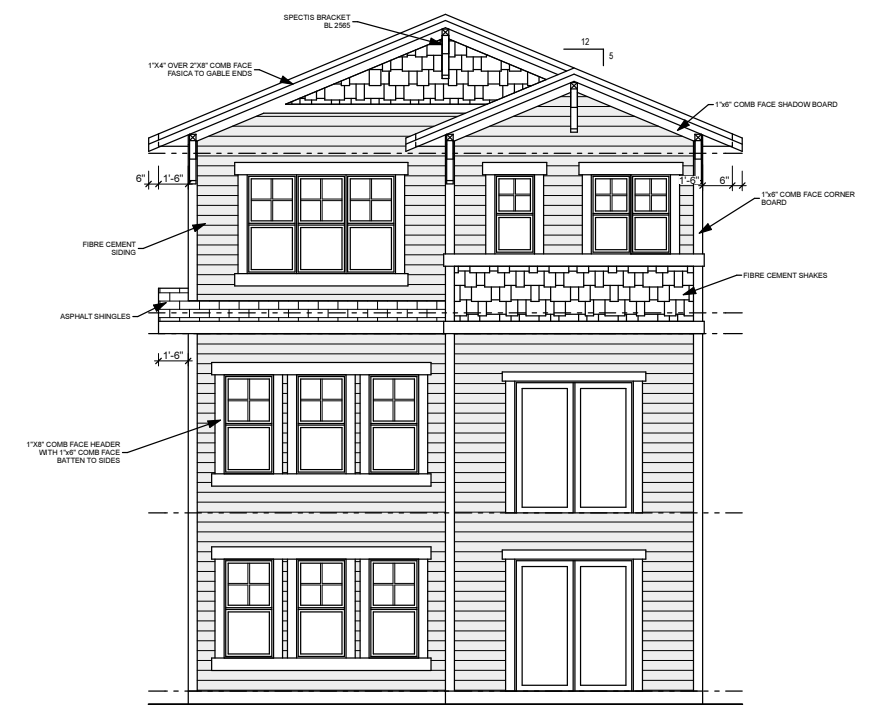 SPECTIS BRACKET
BL 2565
12
5
1"X4" OVER 2"X8" COMB FACE
FASICA TO GABLE ENDS
1"x6" COMB FACE SHADOW BOARD
6"
1'-6"
1'-6"
6"
1"x6" COMB FACE CORNER
BOARD
FIBRE CEMENT
SIDING
FIBRE CEMENT SHAKES
ASPHALT SHINGLES
1'-6"
1"X8" COMB FACE HEADER
WITH 1"x6" COMB FACE
BATTEN TO SIDES